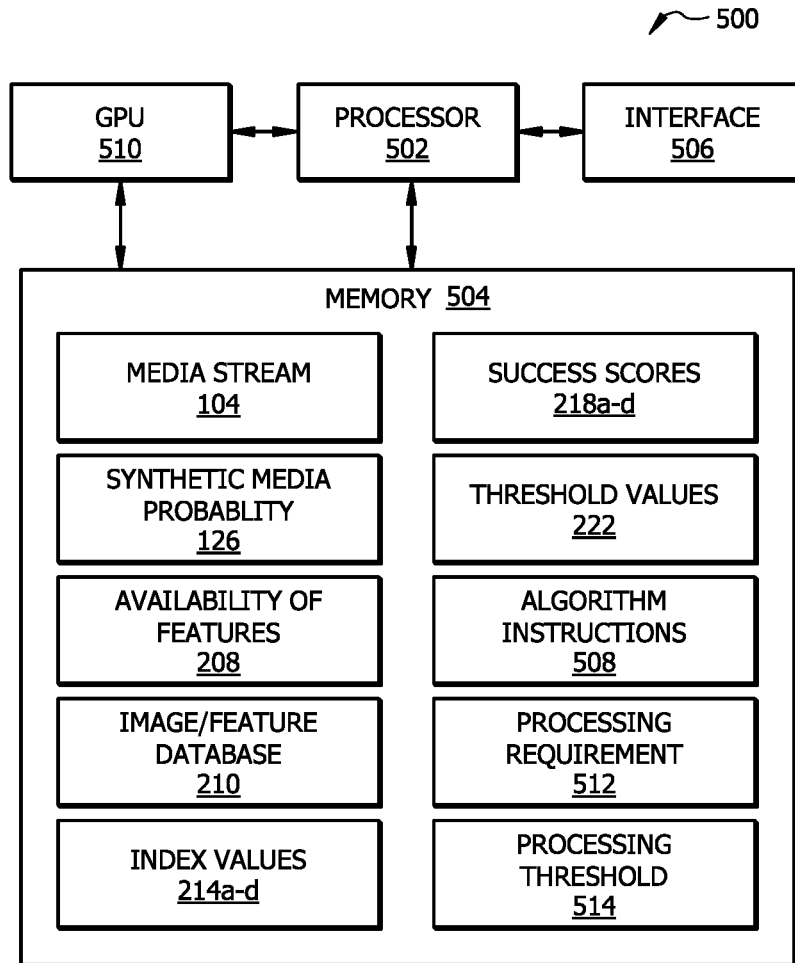 500
GPU
510
PROCESSOR
502
INTERFACE
506
MEMORY 504
MEDIA STREAM
104
SUCCESS SCORES
218a-d
SYNTHETIC MEDIA
PROBABLITY
126
THRESHOLD VALUES
222
AVAILABILITY OF
FEATURES
208
ALGORITHM
INSTRUCTIONS
508
IMAGE/FEATURE
DATABASE
210
PROCESSING
REQUIREMENT
512
INDEX VALUES
214a-d
PROCESSING
THRESHOLD
514